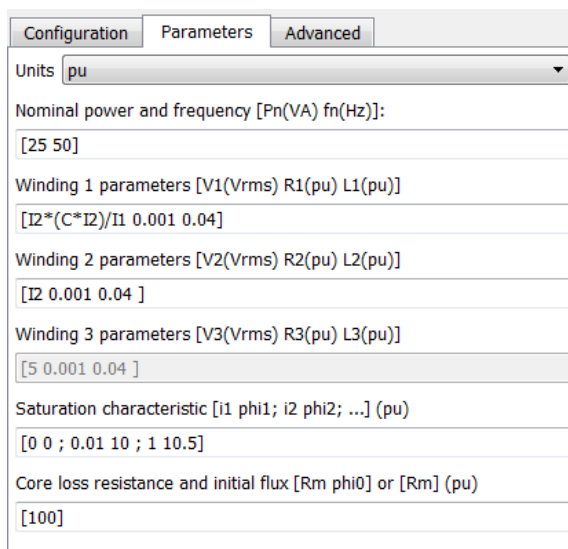 Configuration Parameters Advanced
Units pu
Nominal power and frequency [Pn(VA) fn(Hz)]:
[25 50]
Winding 1 parameters [V1(Vrms) R1(pu) L1(pu)]
[I2*(C*I2)/I1 0.001 0.04]
Winding 2 parameters [V2(Vrms) R2(pu) L2(pu)]
[I2 0.001 0.04 ]
Winding 3 parameters [V3(Vrms) R3(pu) L3(pu)]
[5 0.001 0.04 ]
Saturation characteristic [i1 phi1; i2 phi2; ...] (pu)
[0 0 ; 0.01 10 ; 1 10.5]
Core loss resistance and initial flux [Rm phi0] or [Rm] (pu)
[100]